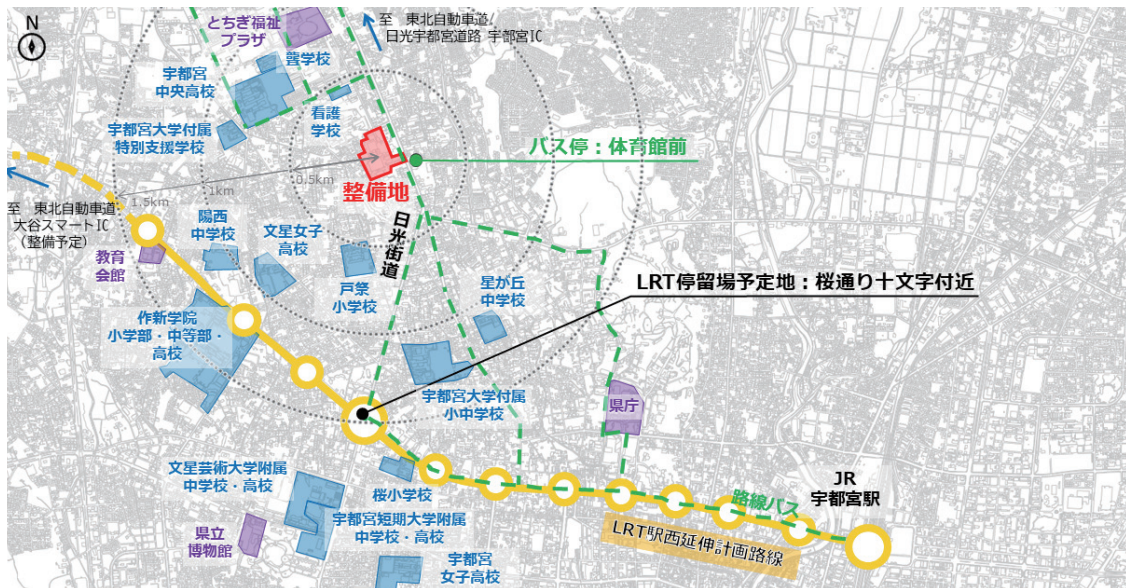 N
とちぎ福祉
プラザ
至　東北自動車道/
日光宇都宮道路 宇都宮IC
聾学校
宇都宮
中央高校
看護
学校
宇都宮大学付属
特別支援学校
バス停：体育館前
0.5km
1km
1.5km
整備地
至　東北自動車道
大谷スマートIC
（整備予定）
陽西
中学校
文星女子
高校
日光街道
教育
会館
戸祭
小学校
星が丘
中学校
LRT停留場予定地：桜通り十文字付近
作新学院
小学部・中等部・
高校
宇都宮大学付属
小中学校
県庁
文星芸術大学附属
中学校・高校
桜小学校
JR
宇都宮駅
路線バス
県立
博物館
宇都宮短期大学附属
中学校・高校
LRT駅西延伸計画路線
宇都宮
女子高校